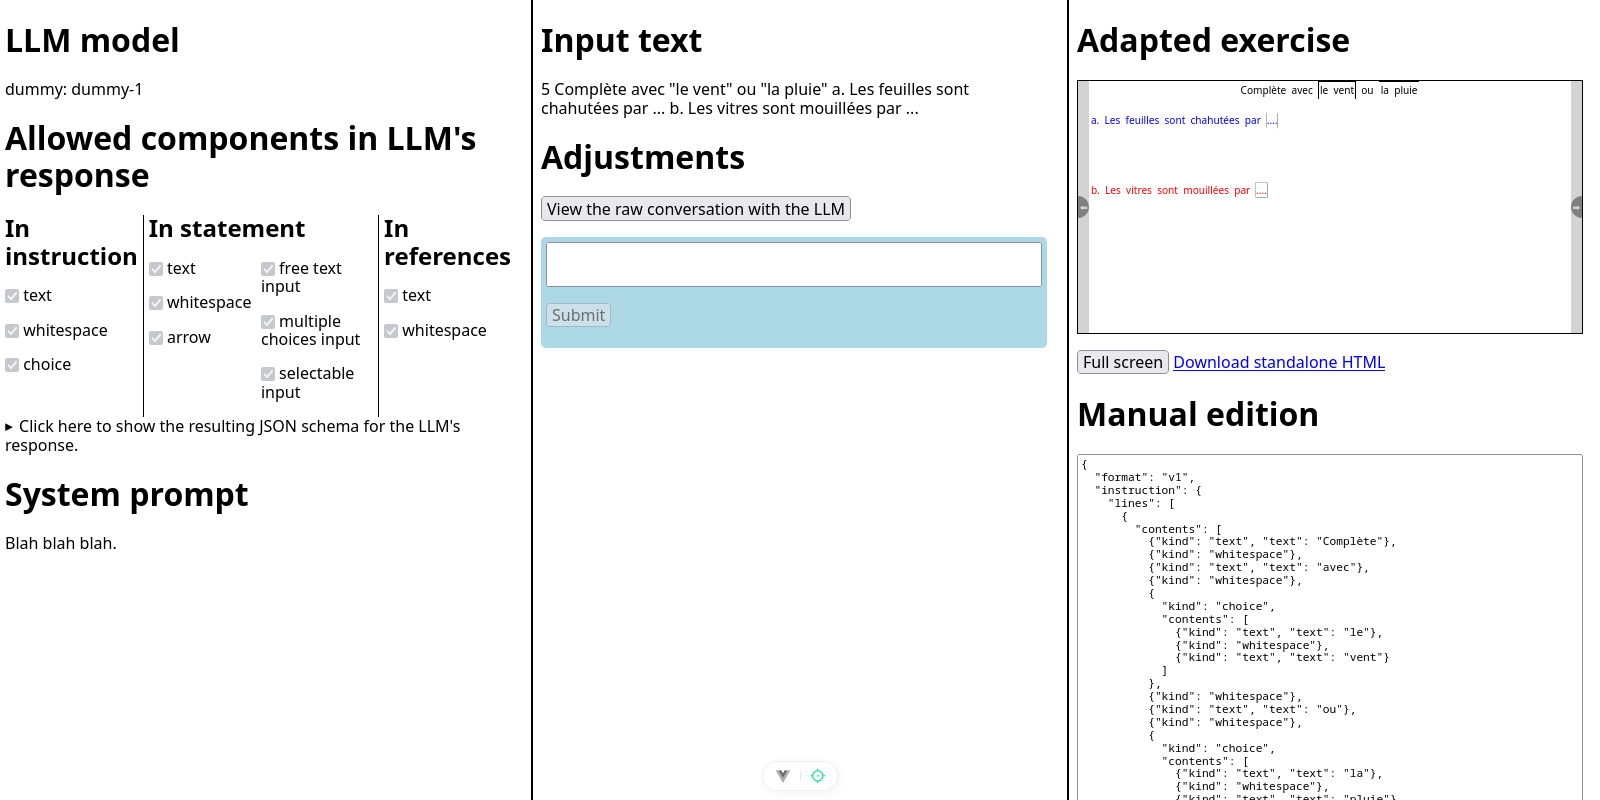 LLM model
dummy: dummy-1
Allowed components in LLM's
response
In
instruction
text
whitespace
choice
In statement
text
whitespace
arrow
free text
input
multiple
choices input
selectable
input
In
references
text
whitespace
▸ Click here to show the resulting JSON schema for the LLM's
response.
System prompt
Blah blah blah.
Input text
5 Complète avec "le vent" ou "la pluie" a. Les feuilles sont
chahutées par ... b. Les vitres sont mouillées par ...
Adjustments
View the raw conversation with the LLM
Submit
Adapted exercise
Complète avec le vent ou la pluie
a. Les feuilles sont chahutées par ....
b. Les vitres sont mouillées par ....
Full screen Download standalone HTML
Manual edition
{
  "format": "v1",
  "instruction": {
    "lines": [
      {
        "contents": [
          {"kind": "text", "text": "Complète"},
          {"kind": "whitespace"},
          {"kind": "text", "text": "avec"},
          {"kind": "whitespace"},
          {
            "kind": "choice",
            "contents": [
              {"kind": "text", "text": "le"},
              {"kind": "whitespace"},
              {"kind": "text", "text": "vent"}
            ]
          },
          {"kind": "whitespace"},
          {"kind": "text", "text": "ou"},
          {"kind": "whitespace"},
          {
            "kind": "choice",
            "contents": [
              {"kind": "text", "text": "la"},
              {"kind": "whitespace"},
              {"kind": "text", "text": "pluie"}